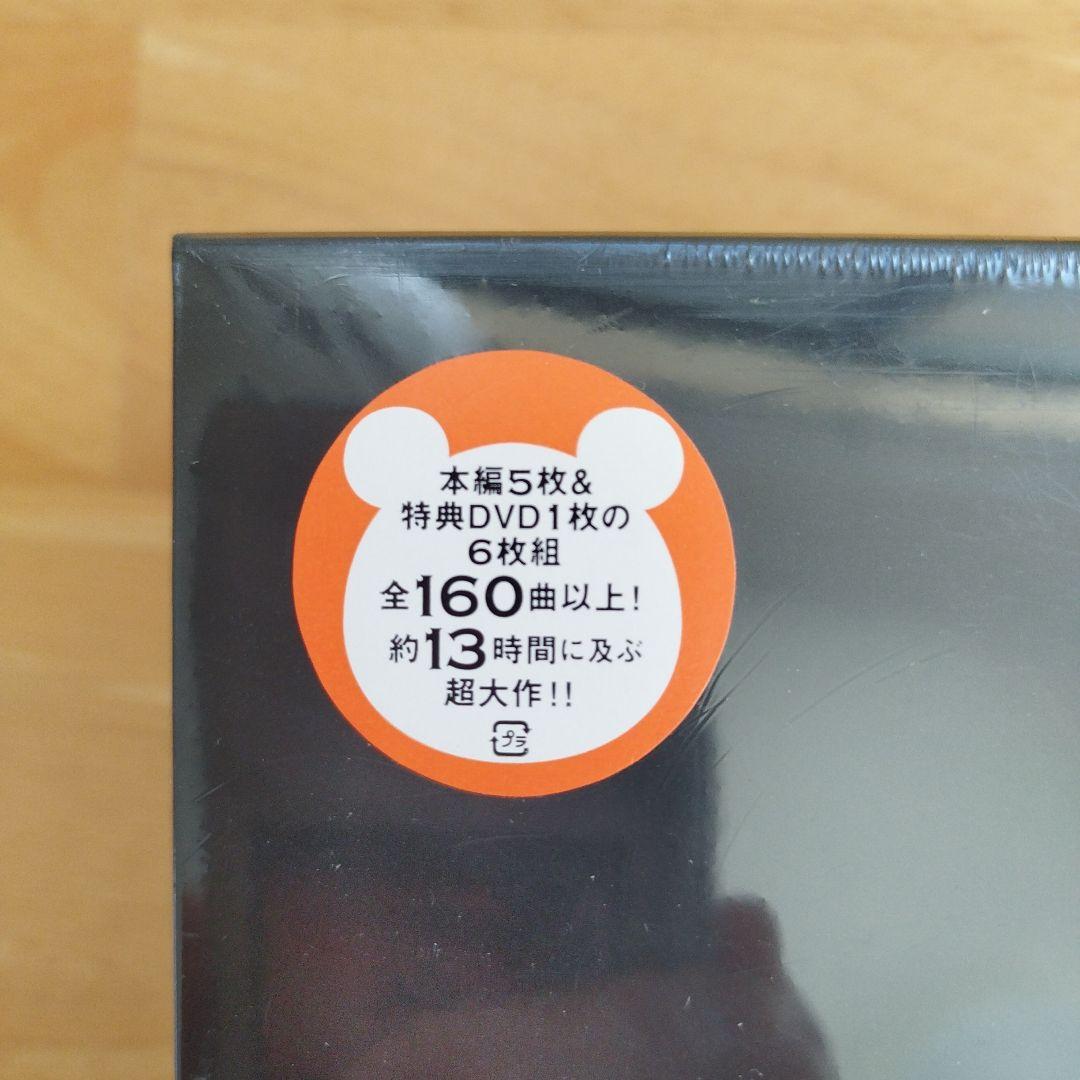 本編5枚&
特典DVD1枚の
6枚組
全160曲以上!
約13時間に及ぶ
超大作!!
プラ